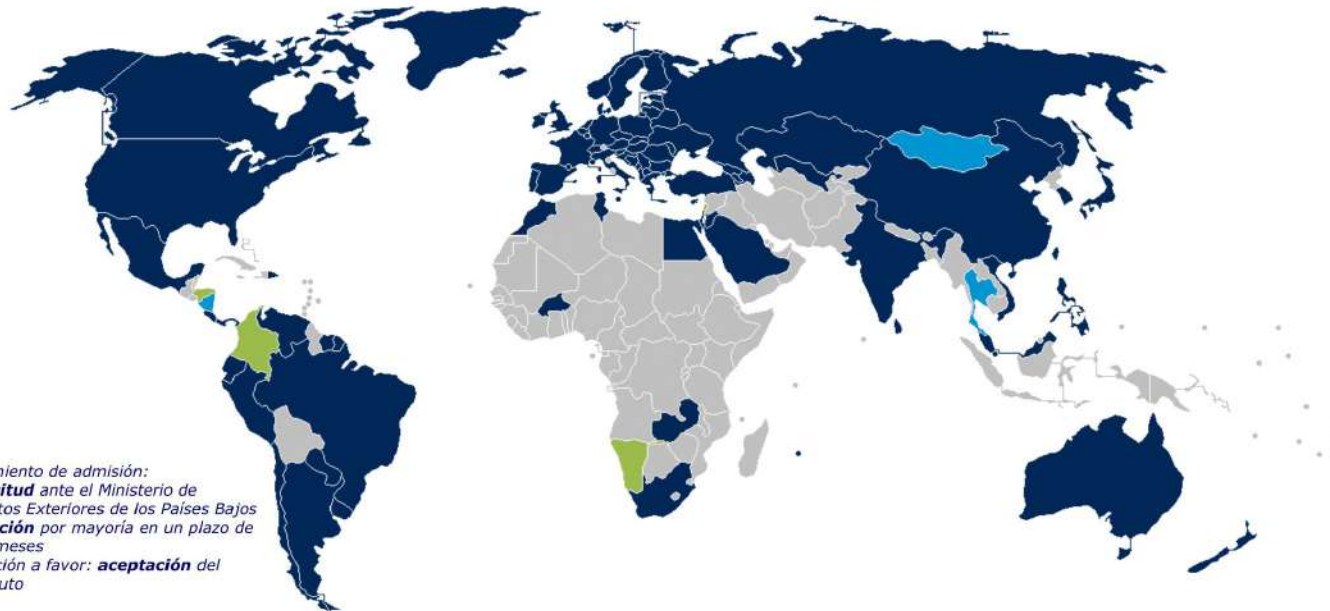 miento de admisión:
itud ante el Ministerio de
tos Exteriores de los Países Bajos
ción por mayoría en un plazo de
meses
ción a favor: aceptación del
uto